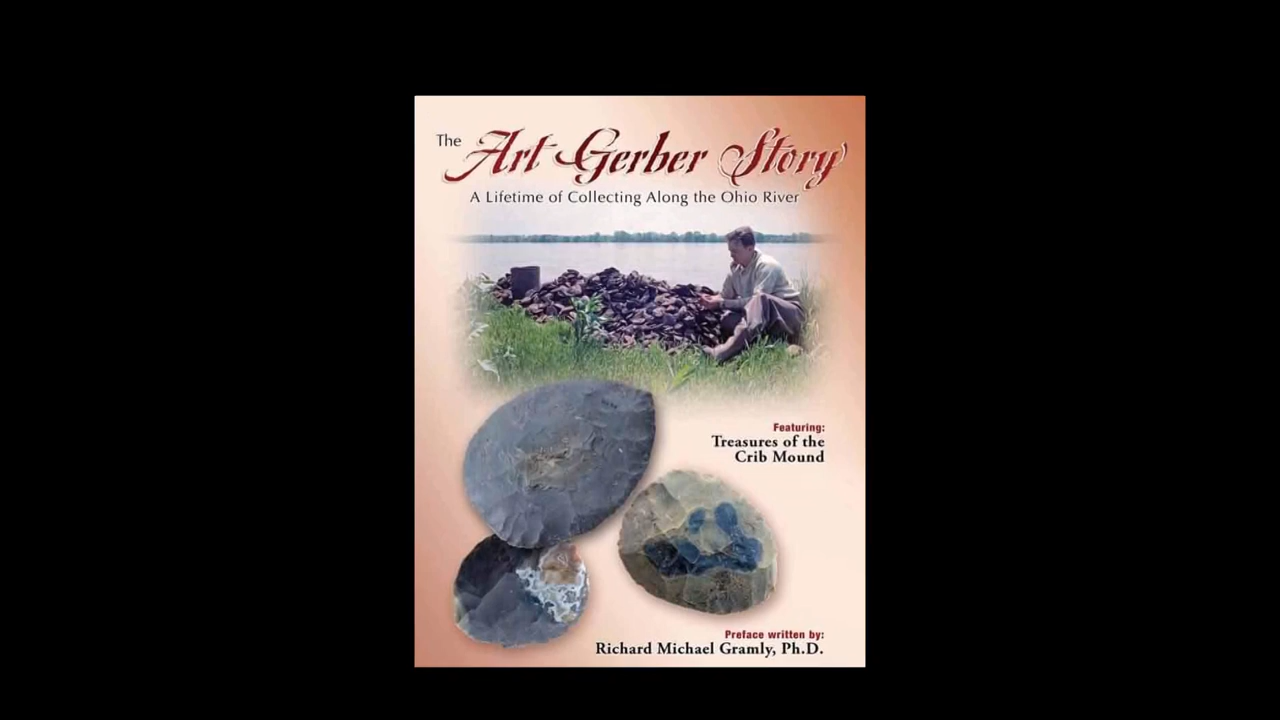 The Art Gerber Story
A Lifetime of Collecting Along the Ohio River
Featuring:
Treasures of the
Crib Mound
Preface written by:
Richard Michael Gramly, Ph.D.